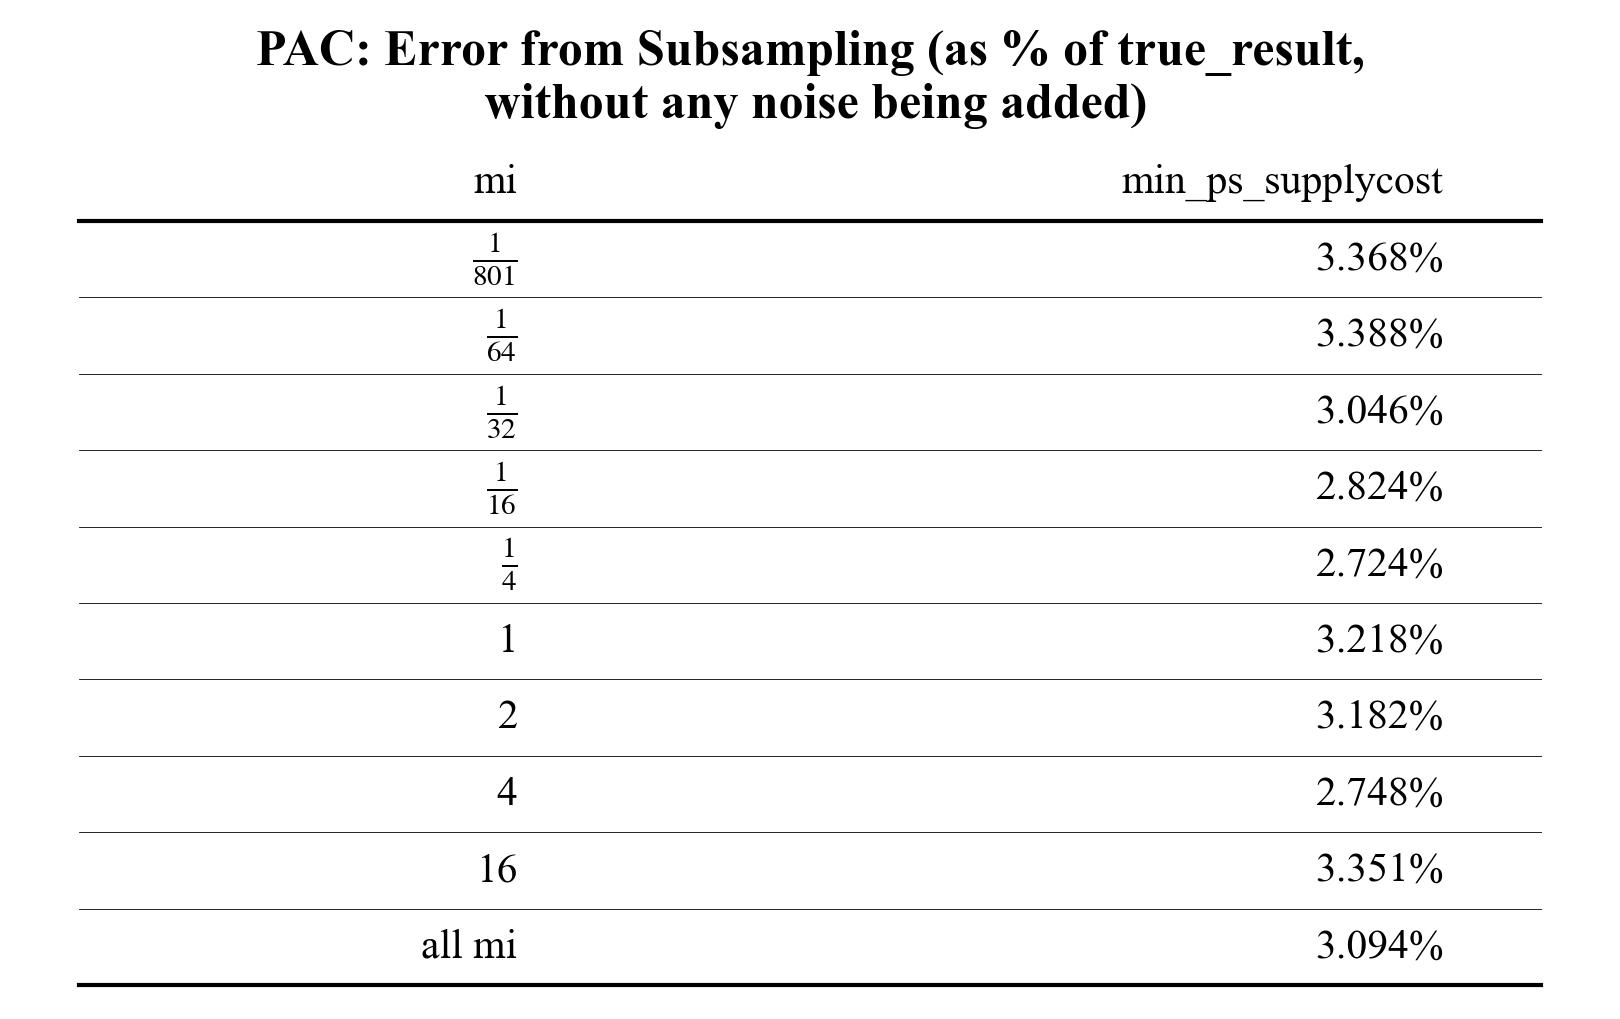 PAC: Error from Subsampling (as % of true_result,
without any noise being added)
mi min_ps_supplycost
1/801 3.368%
1/64 3.388%
1/32 3.046%
1/16 2.824%
1/4 2.724%
1 3.218%
2 3.182%
4 2.748%
16 3.351%
all mi 3.094%